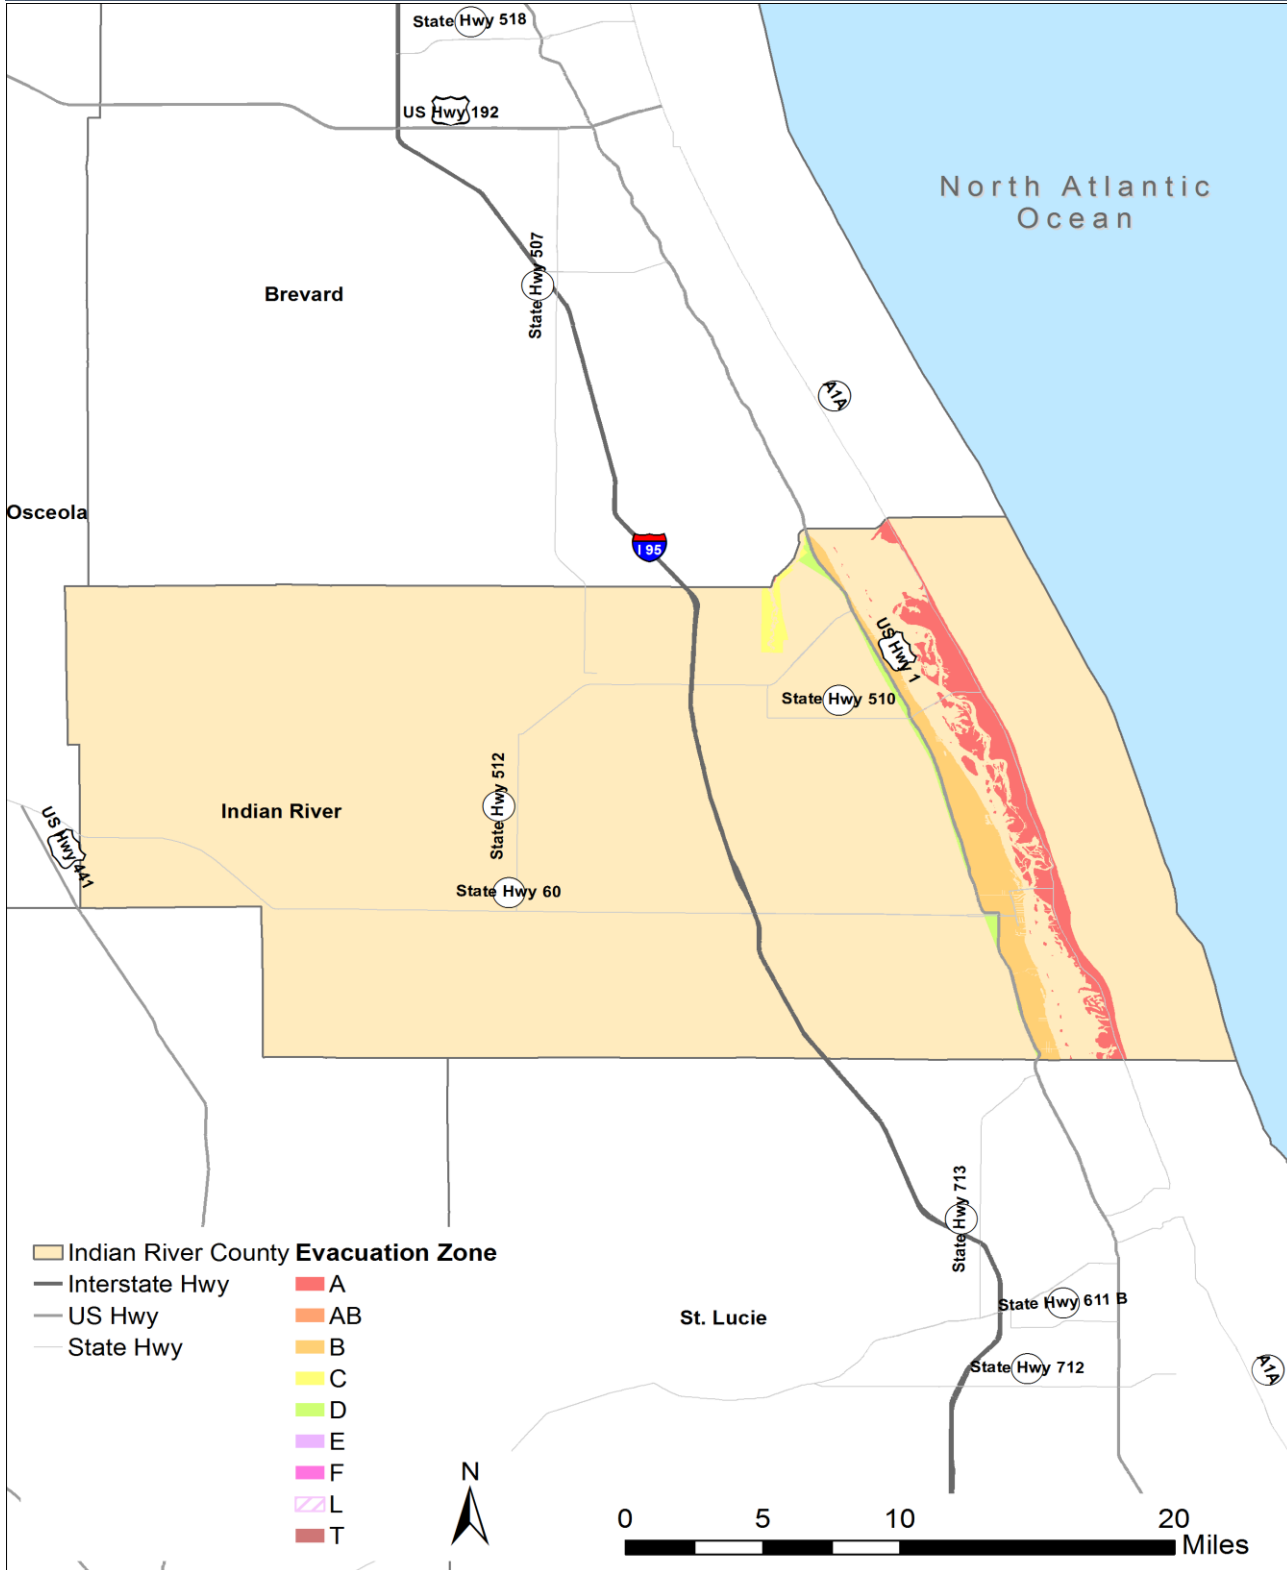 State Hwy 518
US Hwy 192
North Atlantic
Ocean
State Hwy 507
Brevard
A1A
Osceola
I 95
US Hwy 1
State Hwy 510
State Hwy 512
Indian River
US Hwy 441
State Hwy 60
State Hwy 713
Indian River County
Interstate Hwy
US Hwy
State Hwy
Evacuation Zone
A
AB
B
C
D
E
F
L
T
State Hwy 611 B
St. Lucie
State Hwy 712
A1A
N
0 5 10 20
Miles